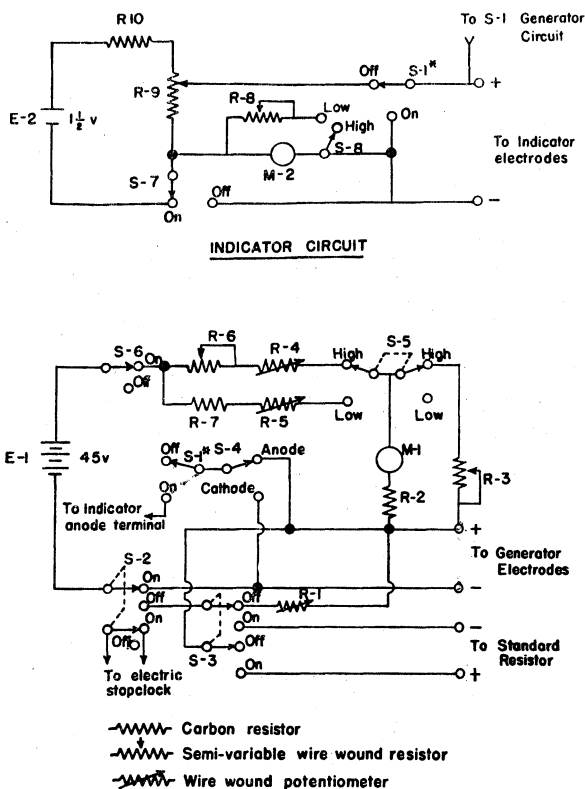 R10
To S-1 Generator
Circuit
R-9
Off S-1* +
E-2 1½ v
R-8
Low
High
On
M-2
S-8
To Indicator
electrodes
S-7
Off
On
-
INDICATOR CIRCUIT
S-6
On
Off
R-6
R-4
High
S-5
High
R-7
R-5
Low
Low
E-1
45v
Off
S-1*
S-4
Anode
M-1
R-2
R-3
On
Cathode
To Indicator
anode terminal
+
To Generator
Electrodes
S-2
On
-
Off
Off
R-1
On
On
-
Off
S-3
Off
To Standard
Resistor
To electric
stopclock
On
+
Carbon resistor
Semi-variable wire wound resistor
Wire wound potentiometer